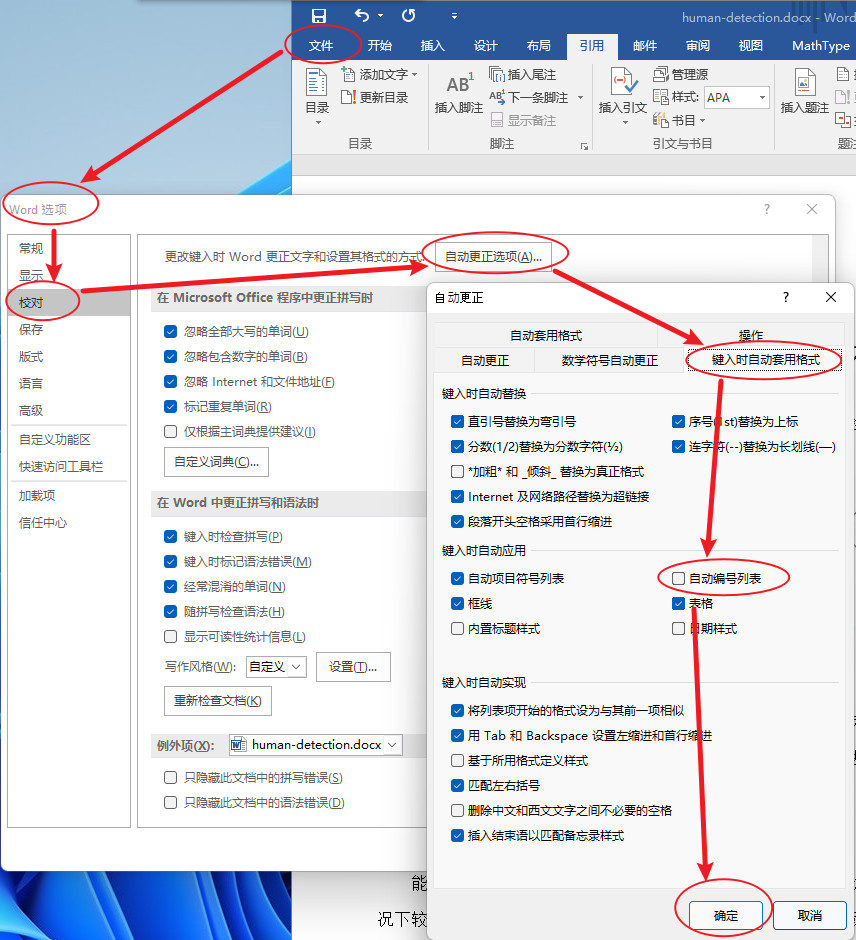 human-detection.docx - Word
文件 开始 插入 设计 布局 引用 邮件 审阅 视图 MathType
目录
添加文字
更新目录
目录
AB¹
插入脚注
插入尾注
下一条脚注
显示备注
脚注
插入引文
管理源
样式: APA
书目
引文与书目
插入题注
题注
Word 选项
?
常规
显示
校对
保存
版式
语言
高级
自定义功能区
快速访问工具栏
加载项
信任中心
更改键入时 Word 更正文字和设置其格式的方式:
自动更正选项(A)...
在 Microsoft Office 程序中更正拼写时
忽略全部大写的单词(U)
忽略包含数字的单词(B)
忽略 Internet 和文件地址(F)
标记重复单词(R)
仅根据主词典提供建议(I)
自定义词典(C)...
在 Word 中更正拼写和语法时
键入时检查拼写(P)
键入时标记语法错误(M)
经常混淆的单词(N)
随拼写检查语法(H)
显示可读性统计信息(L)
写作风格(W): 自定义 设置(T)...
重新检查文档(K)
例外项(X): human-detection.docx
只隐藏此文档中的拼写错误(S)
只隐藏此文档中的语法错误(D)
自动更正
?
自动套用格式 操作
自动更正 数学符号自动更正 键入时自动套用格式
键入时自动替换
直引号替换为弯引号 序号(1st)替换为上标
分数(1/2)替换为分数字符(½) 连字符(--)替换为长划线(—)
*加粗* 和 _倾斜_ 替换为真正格式
Internet 及网络路径替换为超链接
段落开头空格采用首行缩进
键入时自动应用
自动项目符号列表 自动编号列表
框线 表格
内置标题样式 日期样式
键入时自动实现
将列表项开始的格式设为与其前一项相似
用 Tab 和 Backspace 设置左缩进和首行缩进
基于所用格式定义样式
匹配左右括号
删除中文和西文文字之间不必要的空格
插入结束语以匹配备忘录样式
确定 取消
能
况下较